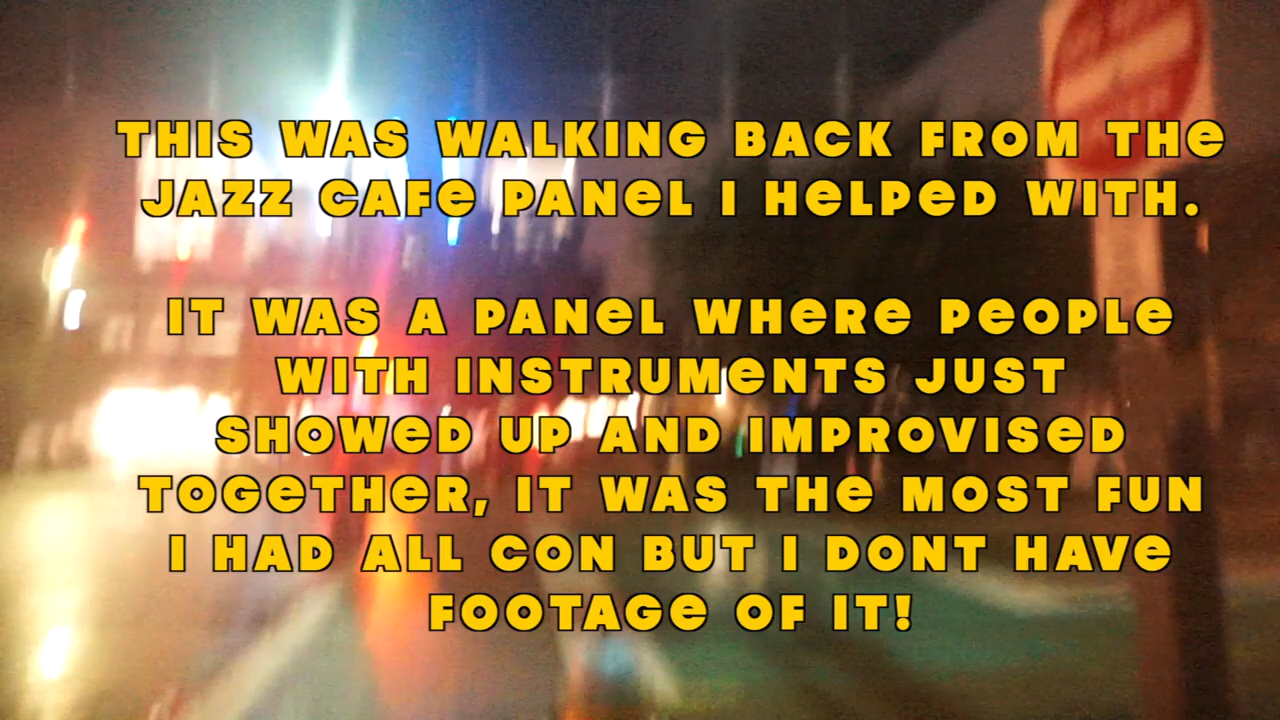 THIS WAS WALKING BACK FROM THE
JAZZ CAFE PANEL I HELPED WITH.
IT WAS A PANEL WHERE PEOPLE
WITH INSTRUMENTS JUST
SHOWED UP AND IMPROVISED
TOGETHER, IT WAS THE MOST FUN
I HAD ALL CON BUT I DONT HAVE
FOOTAGE OF IT!